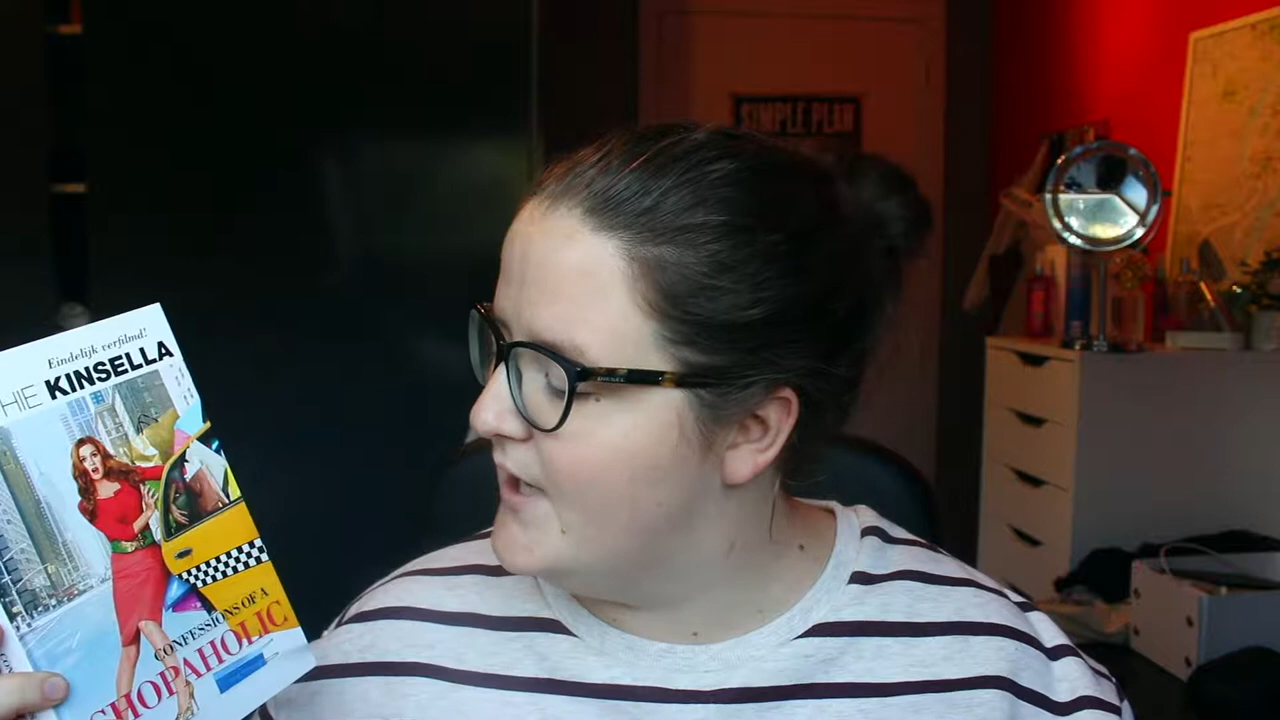 SIMPLE PLAN
Eindelijk verfilmd!
HIE KINSELLA
CONFESSIONS OF A
SHOPAHOLIC